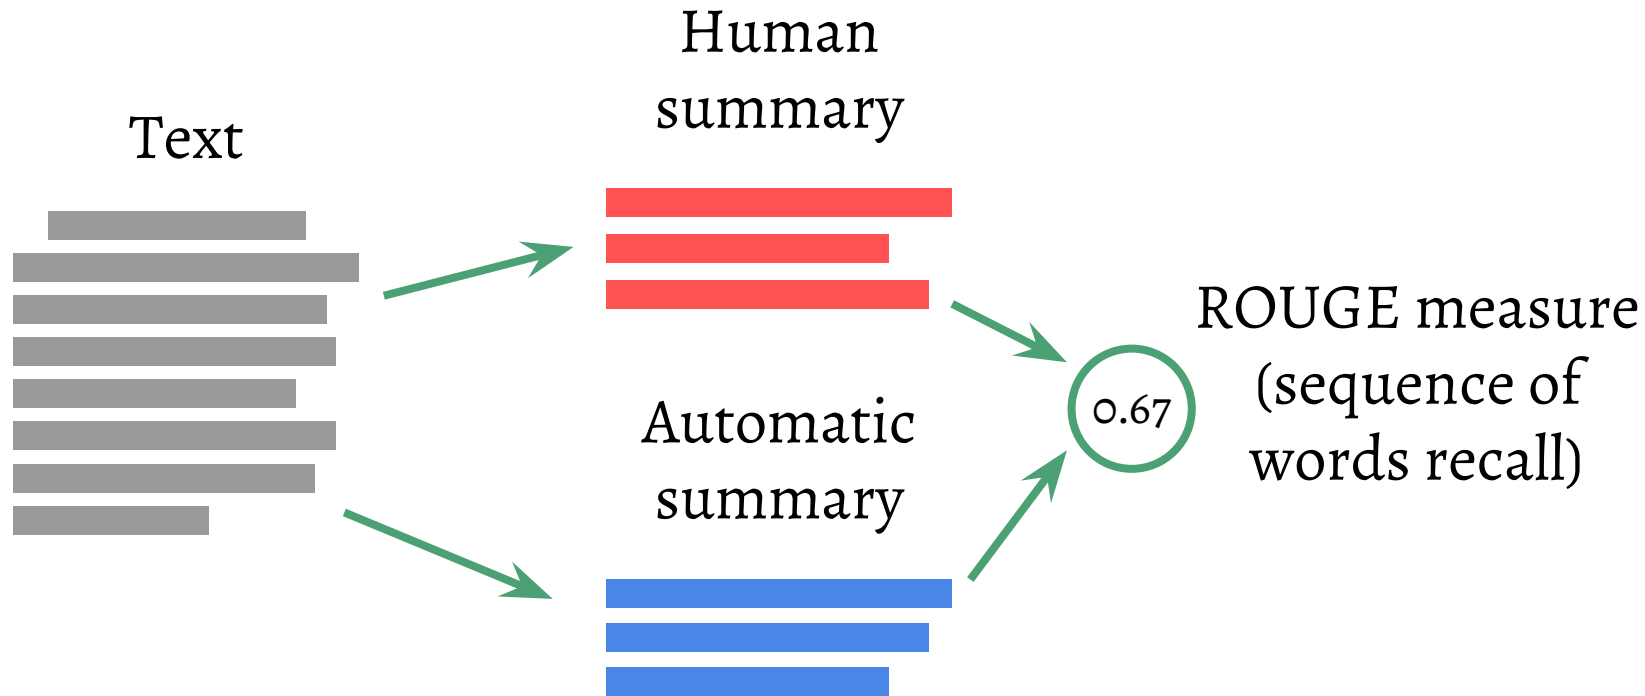 Text
Human
summary
Automatic
summary
0.67
ROUGE measure
(sequence of
words recall)